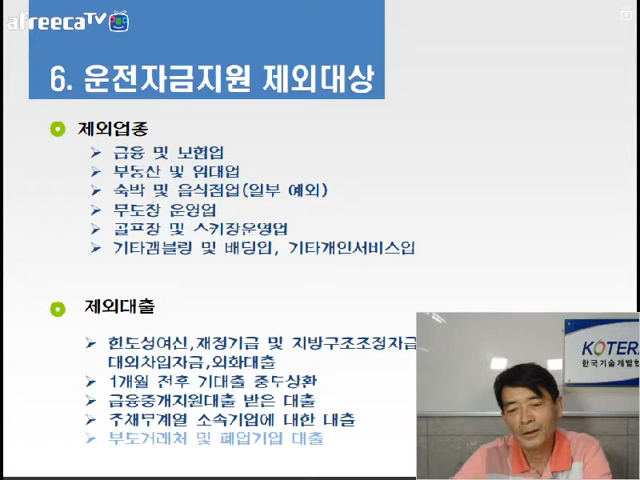 afreecaTV
6. 운전자금지원 제외대상
제외업종
금융 및 보험업
부동산 및 임대업
숙박 및 음식점업(일부 예외)
무도장 운영업
골프장 및 스키장운영업
기타갬블링 및 배딩업, 기타개인서비스업
제외대출
한도성여신,재정기급 및 지방구조조정자금
대외차입자금,외화대출
1개월 전후 기대출 중도상환
금융중개지원대출 받은 대출
주채무계열 소속기업에 대한 대출
부도거래처 및 폐업기업 대출
KOTERA
한국기술개발협